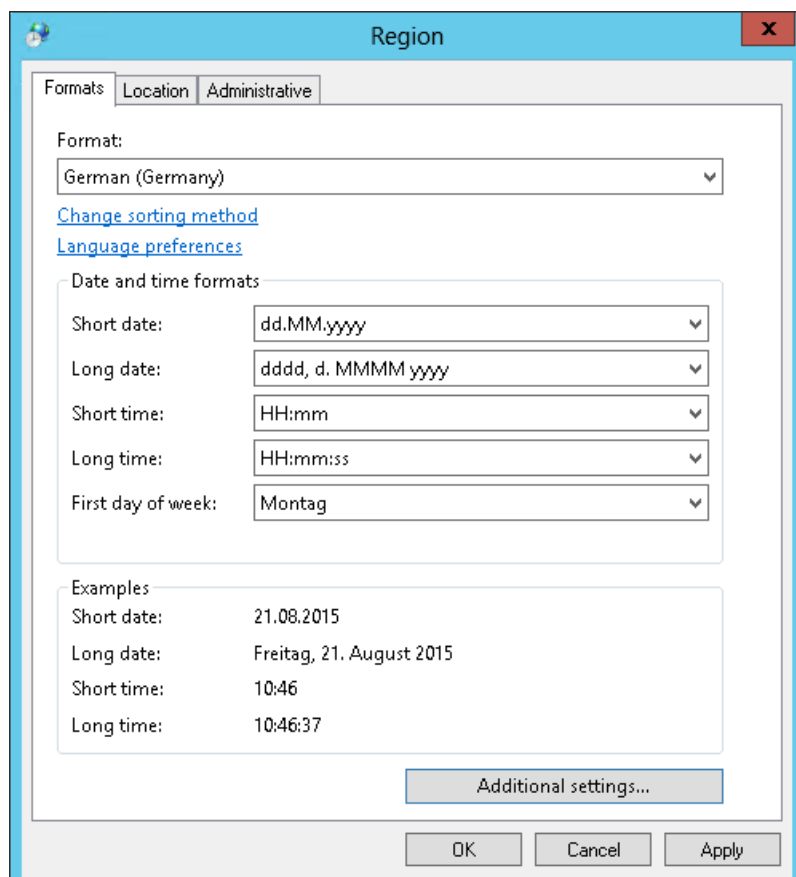 Region
x
Formats Location Administrative
Format:
German (Germany)
Change sorting method
Language preferences
Date and time formats
Short date: dd.MM.yyyy
Long date: dddd, d. MMMM yyyy
Short time: HH:mm
Long time: HH:mm:ss
First day of week: Montag
Examples
Short date: 21.08.2015
Long date: Freitag, 21. August 2015
Short time: 10:46
Long time: 10:46:37
Additional settings...
OK Cancel Apply